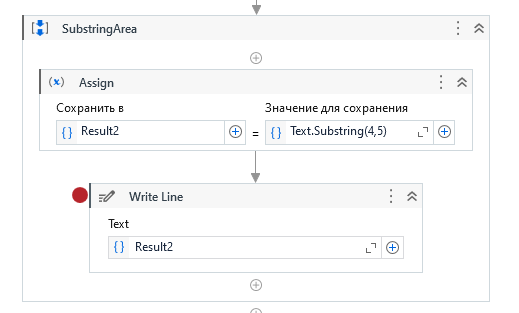 SubstringArea
Assign
Сохранить в
Значение для сохранения
Result2
=
Text.Substring(4,5)
Write Line
Text
Result2